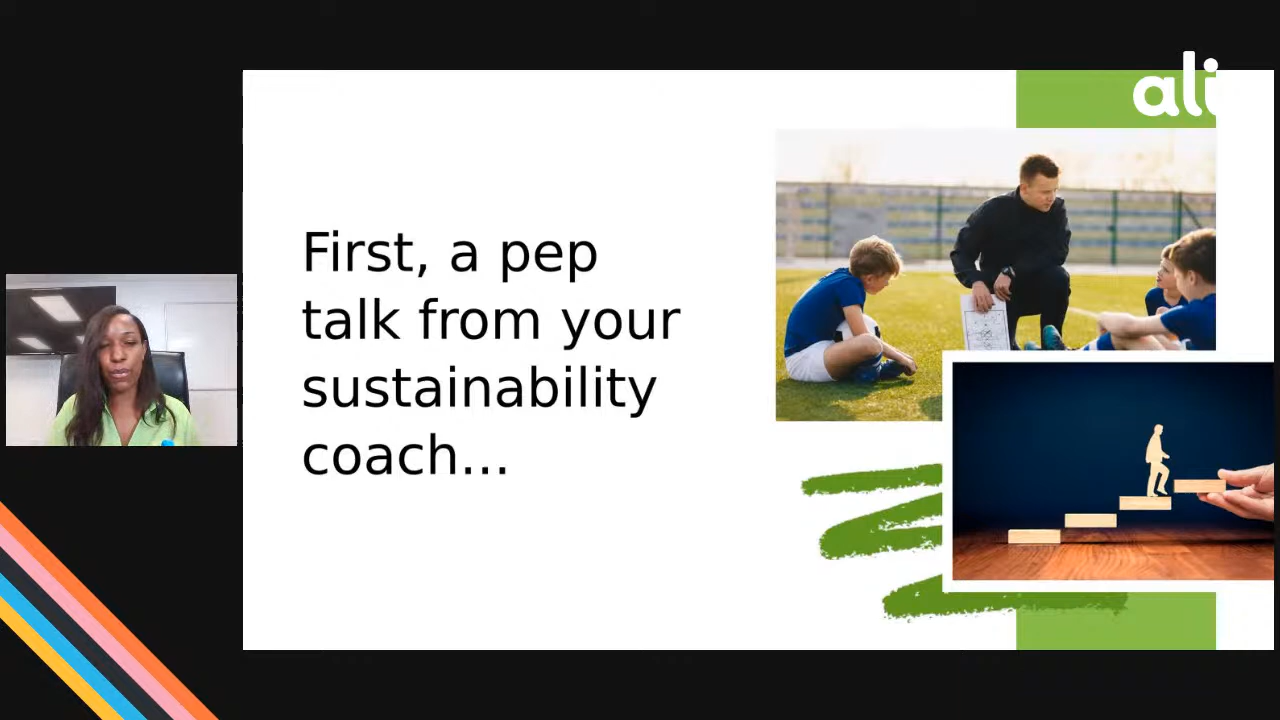 ali
First, a pep
talk from your
sustainability
coach...